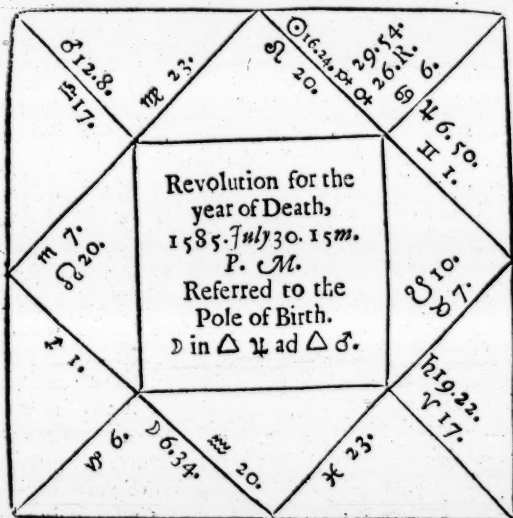 ♂12.8.
♎17.
♍ 23.
☉16.24. ☿ ♀
♌ 20.
29.54.
26.R.
♋ 6.
♃ 6.50.
♊ 1.
Revolution for the
year of Death,
1585. July 30. 15m.
P. M.
Referred to the
Pole of Birth.
☽ in △ ♃ ad △ ♂.
♏ 7.
☊ 20.
☋ 10.
♉ 7.
♐ 1.
♑ 6.
☽6.34.
♒ 20.
♓ 23.
♄19.22.
♈ 17.